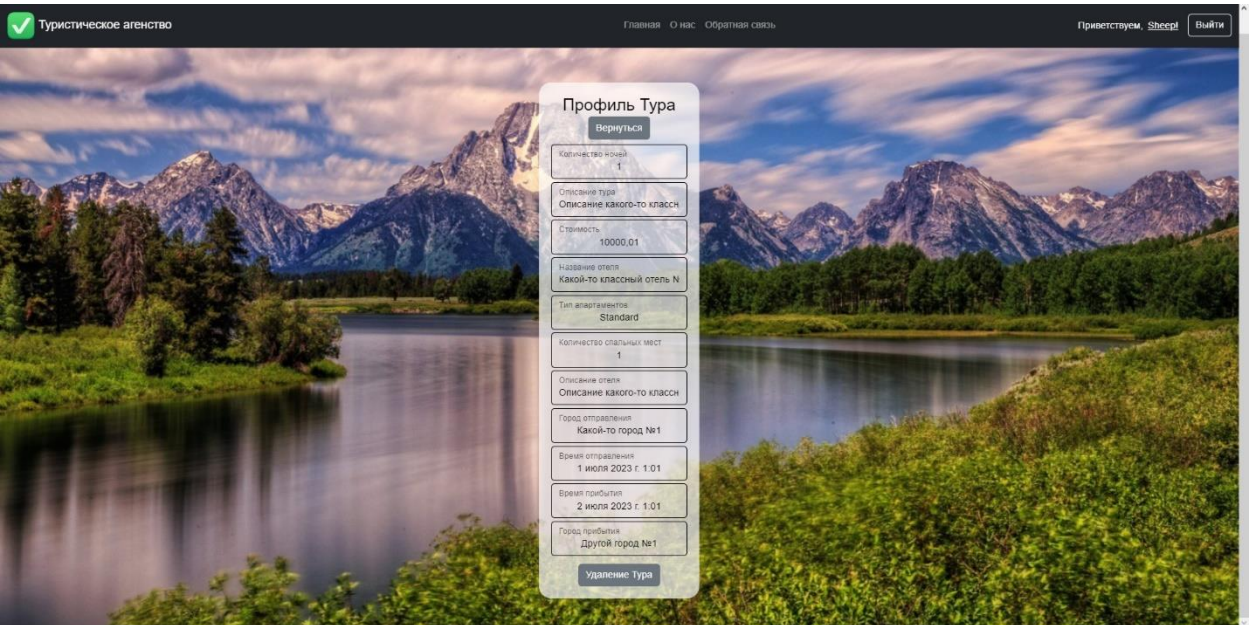 Туристическое агенство
Главная О нас Обратная связь
Приветствуем, Sheep!
Выйти
Профиль Тура
Вернуться
Количество ночей
1
Описание тура
Описание какого-то классн
Стоимость
10000,01
Название отеля
Какой-то классный отель N
Тип апартаментов
Standard
Количество спальных мест
1
Описание отеля
Описание какого-то классн
Город отправления
Какой-то город №1
Время отправления
1 июля 2023 г. 1:01
Время прибытия
2 июля 2023 г. 1:01
Город прибытия
Другой город №1
Удаление Тура